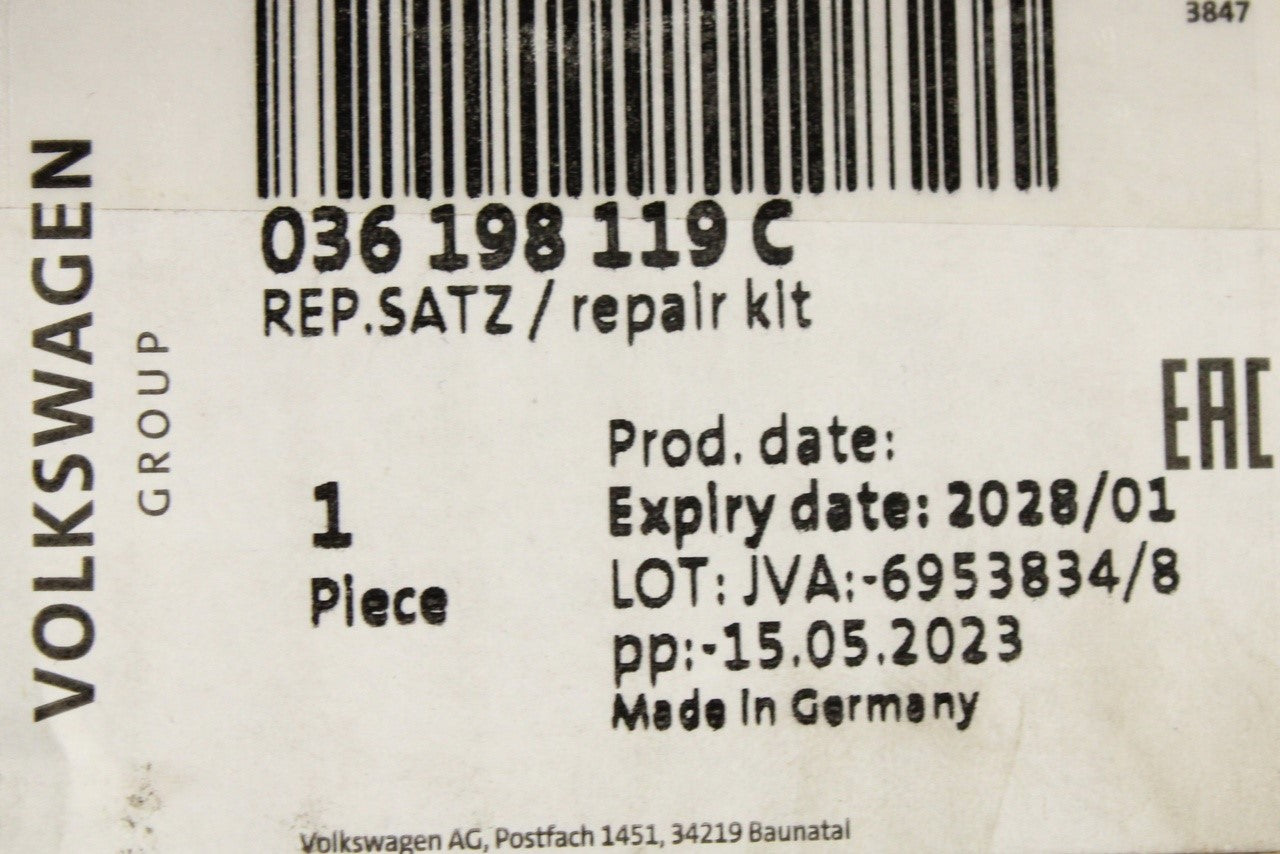 3847
036 198 119 C
REP.SATZ / repair kit
VOLKSWAGEN
GROUP
EAC
1
Piece
Prod. date:
Expiry date: 2028/01
LOT: JVA:-6953834/8
pp:-15.05.2023
Made in Germany
Volkswagen AG, Postfach 1451, 34219 Baunatal